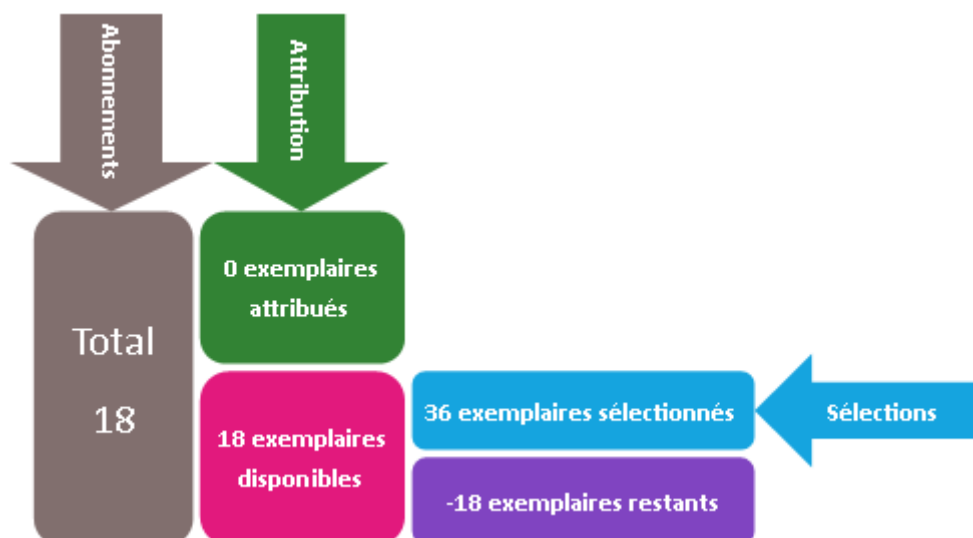 Abonnements
Attribution
0 exemplaires
attribués
Total
18
18 exemplaires
disponibles
36 exemplaires sélectionnés
Sélections
-18 exemplaires restants